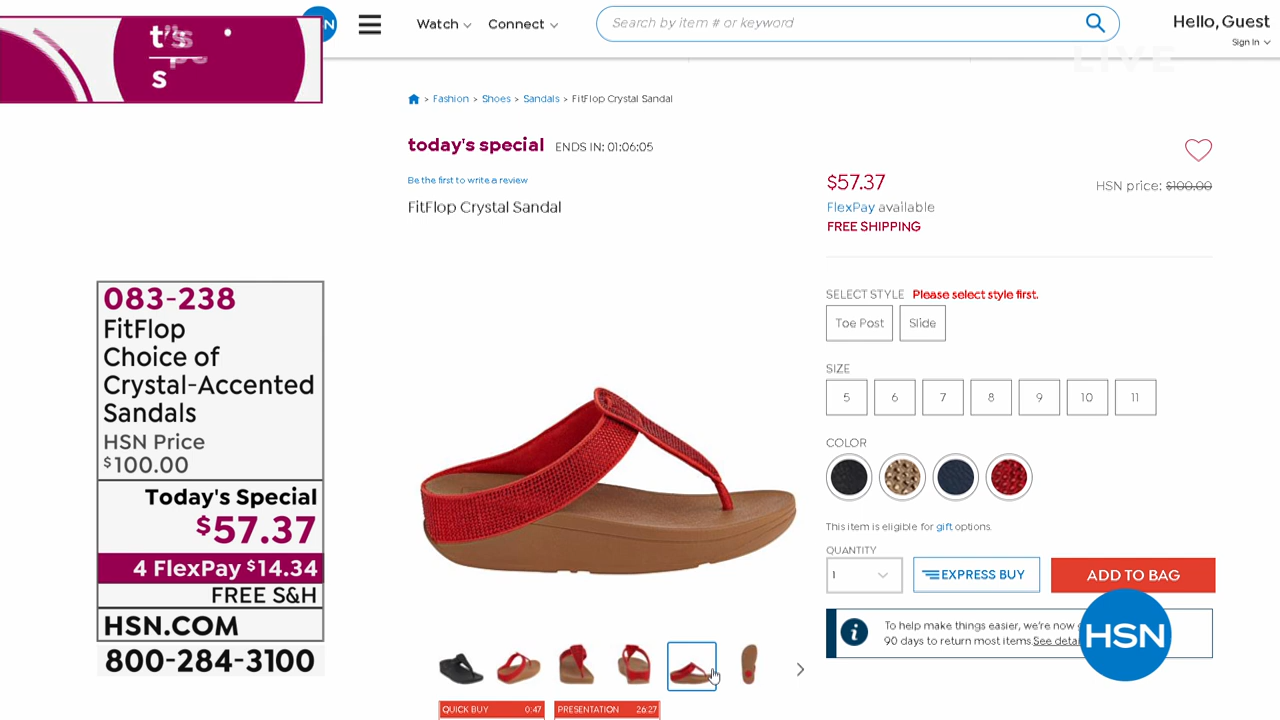 t's
s
HSN
Watch
Connect
Search by item # or keyword
Hello, Guest
Sign In
LIVE
> Fashion > Shoes > Sandals > FitFlop Crystal Sandal
today's special ENDS IN: 01:06:05
Be the first to write a review
FitFlop Crystal Sandal
$57.37
HSN price: $100.00
FlexPay available
FREE SHIPPING
SELECT STYLE Please select style first.
Toe Post
Slide
SIZE
5 6 7 8 9 10 11
COLOR
This item is eligible for gift options.
QUANTITY
1
EXPRESS BUY
ADD TO BAG
To help make things easier, we're now
90 days to return most items See
HSN
083-238
FitFlop
Choice of
Crystal-Accented
Sandals
HSN Price
$100.00
Today's Special
$57.37
4 FlexPay $14.34
FREE S&H
HSN.COM
800-284-3100
QUICK BUY 0:47
PRESENTATION 26:27